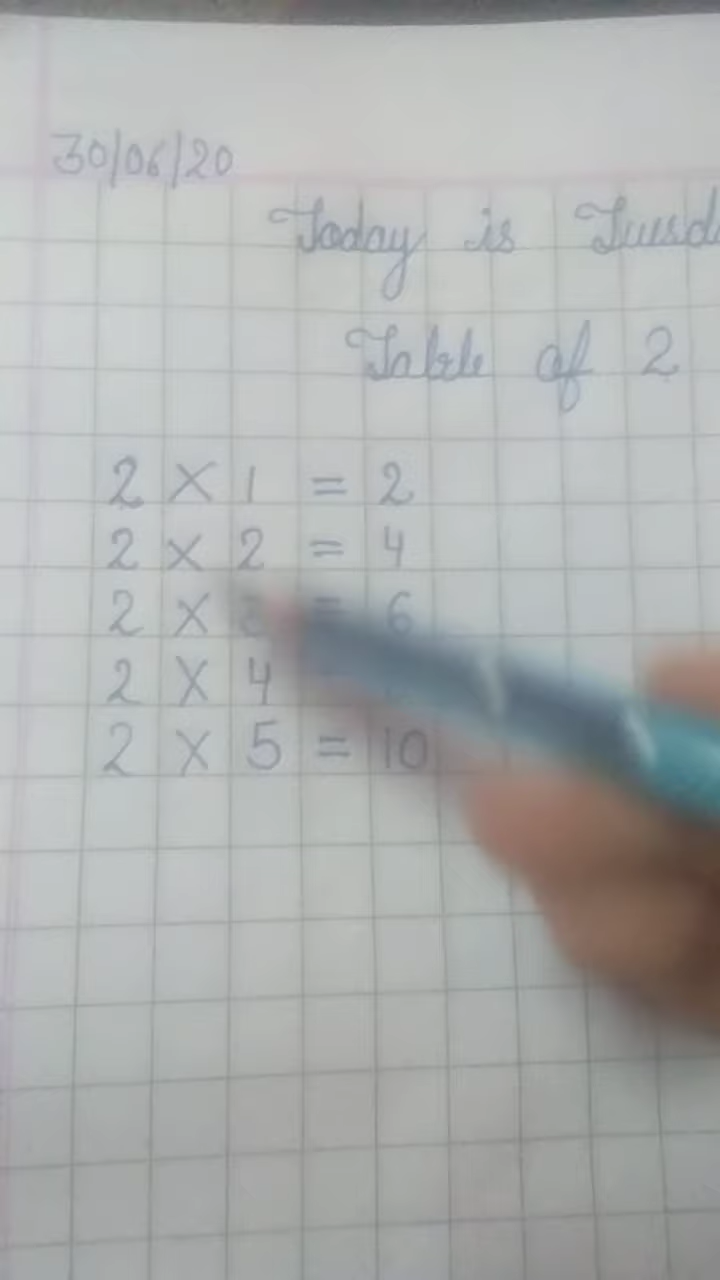 30/06/20
Today is
Table of 2
2 X 1 = 2
2 X 2 = 4
2 X 3 = 6
2 X 4
2 X 5 = 10